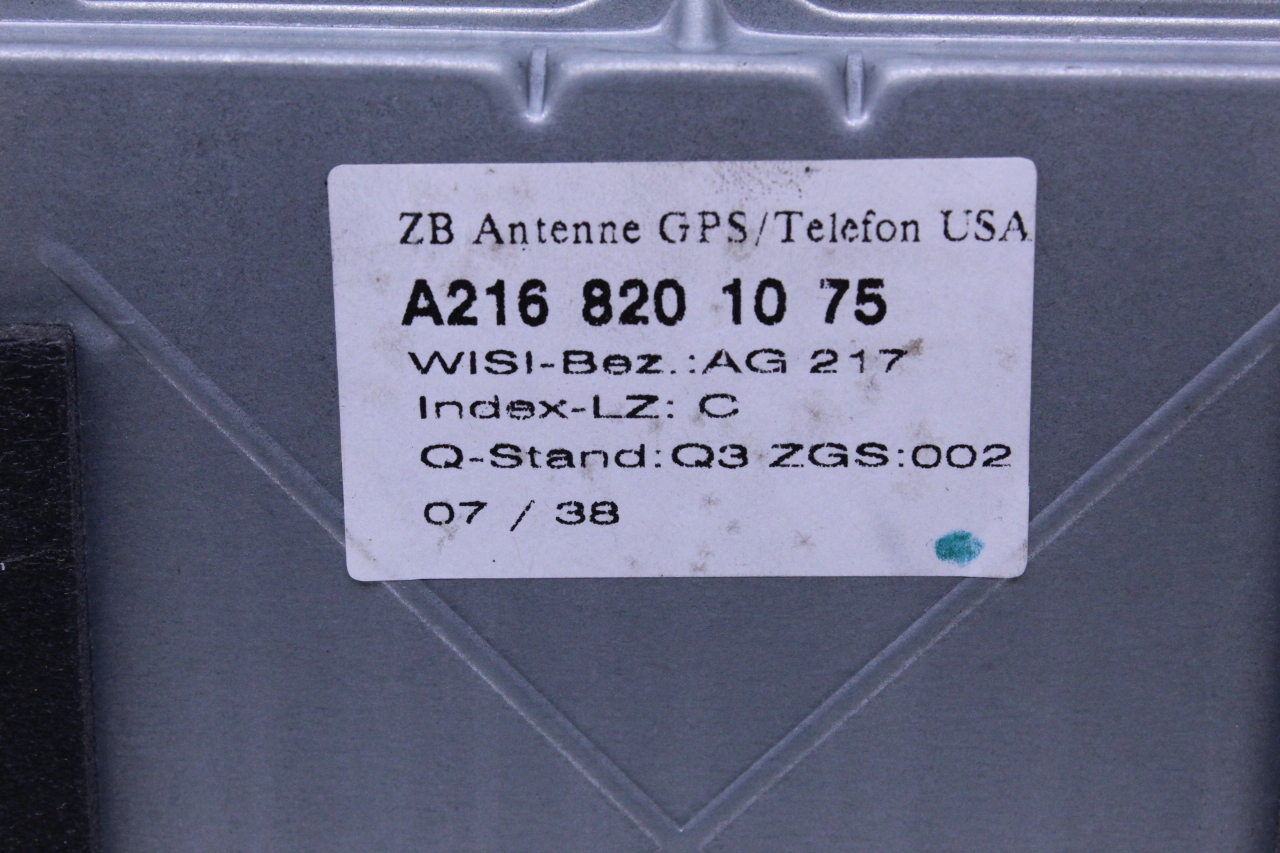 ZB Antenne GPS/Telefon USA
A216 820 10 75
WISI-Bez.:AG 217
Index-LZ: C
Q-Stand:Q3 ZGS:002
07 / 38